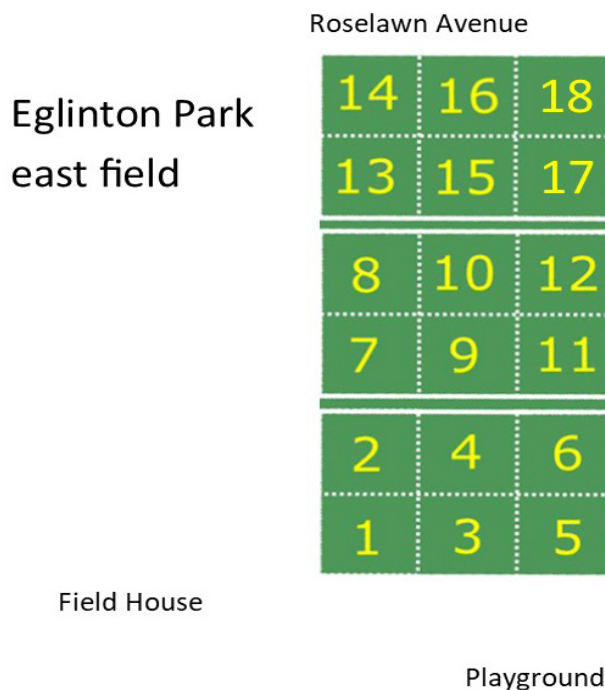 Roselawn Avenue
Eglinton Park
east field
14 16 18
13 15 17
8 10 12
7 9 11
2 4 6
1 3 5
Field House
Playground